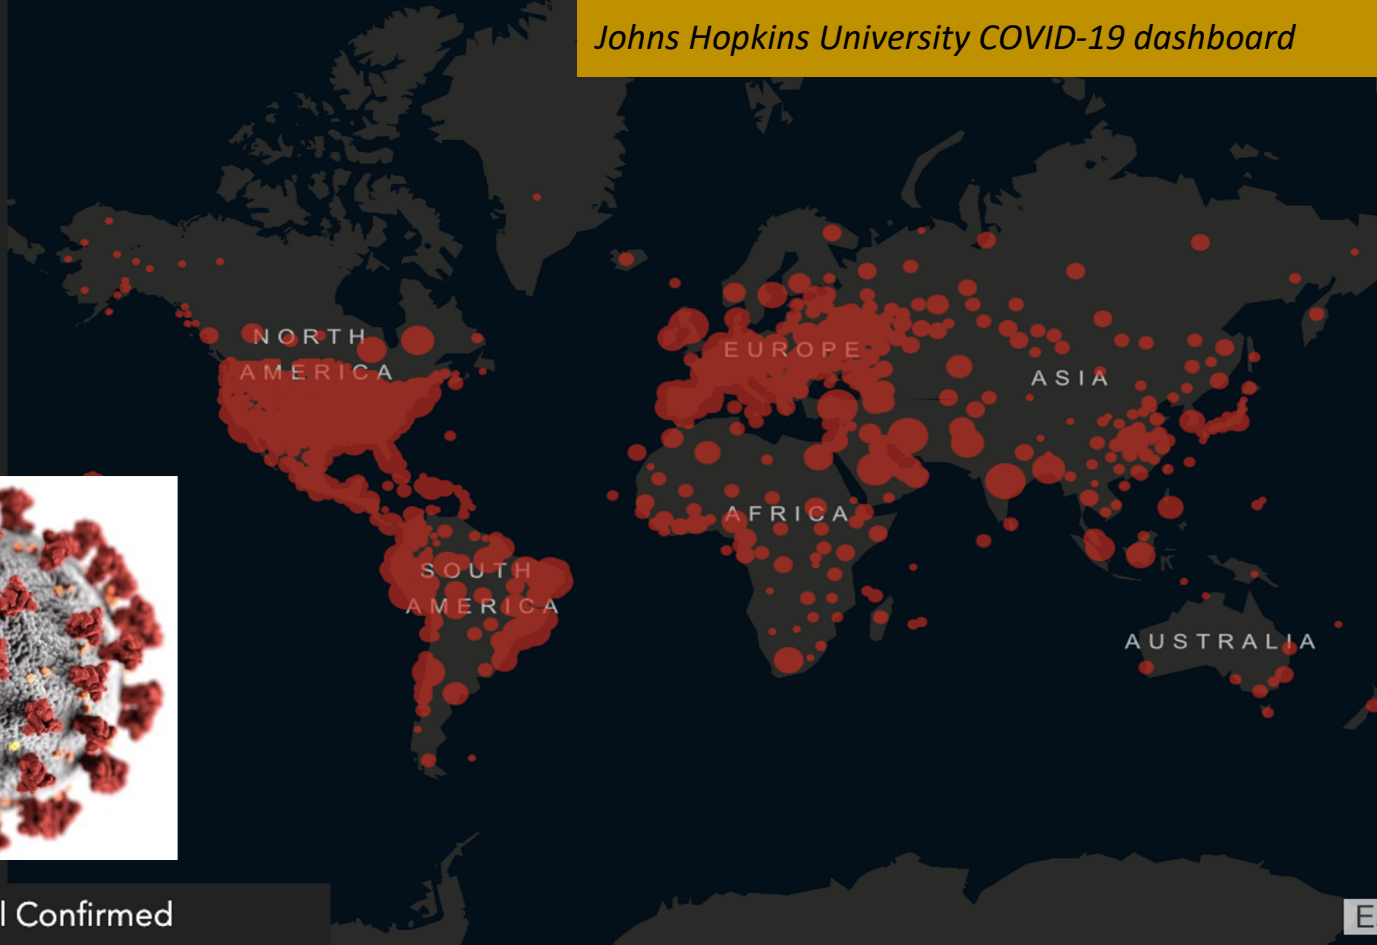 Johns Hopkins University COVID-19 dashboard
NORTH
AMERICA
EUROPE
ASIA
AFRICA
SOUTH
AMERICA
AUSTRALIA
l Confirmed
E